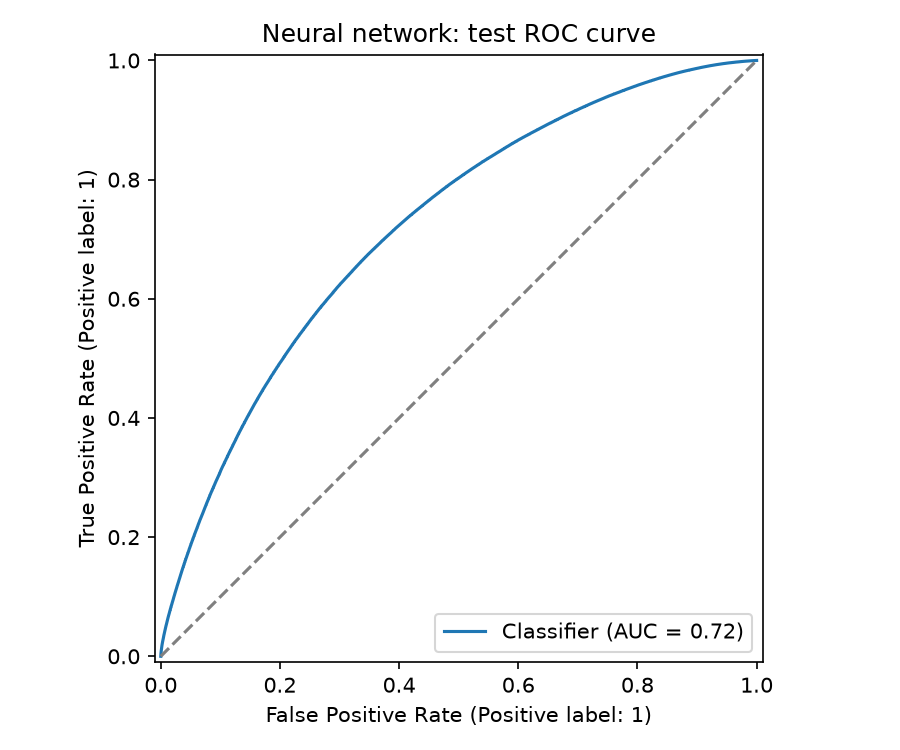 Neural network: test ROC curve
True Positive Rate (Positive label: 1)
1.0
0.8
0.6
0.4
0.2
0.0
Classifier (AUC = 0.72)
0.0 0.2 0.4 0.6 0.8 1.0
False Positive Rate (Positive label: 1)